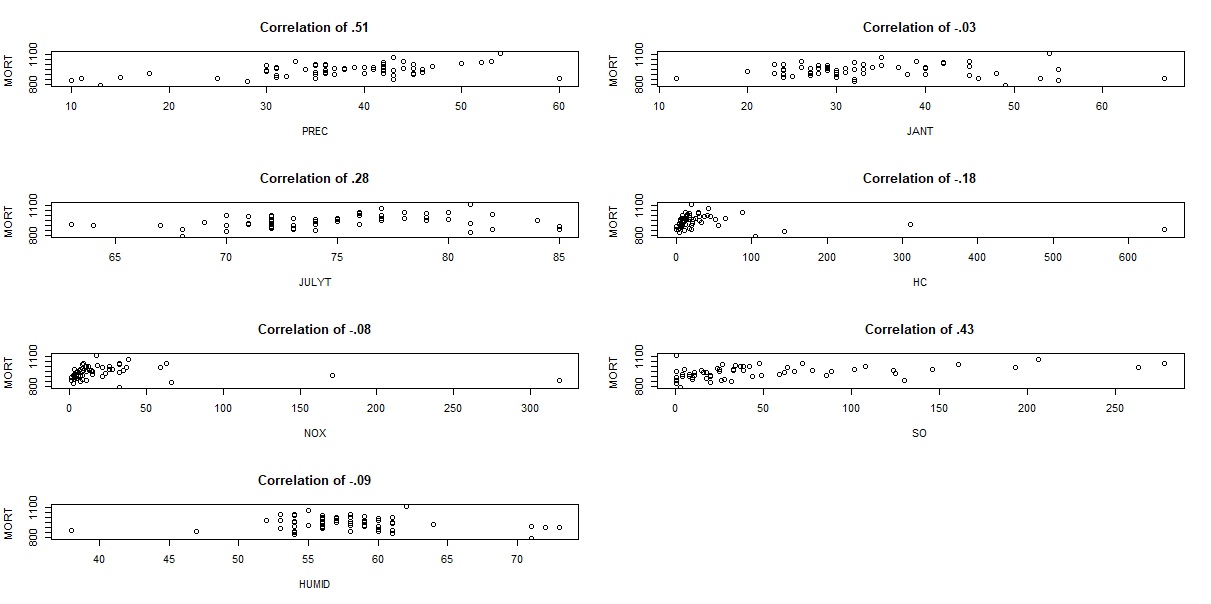 Correlation of .51
MORT
800 1100
10 20 30 40 50 60
PREC
Correlation of -.03
MORT
800 1100
10 20 30 40 50 60
JANT
Correlation of .28
MORT
800 1100
65 70 75 80 85
JULYT
Correlation of -.18
MORT
800 1100
0 100 200 300 400 500 600
HC
Correlation of -.08
MORT
800 1100
0 50 100 150 200 250 300
NOX
Correlation of .43
MORT
800 1100
0 50 100 150 200 250
SO
Correlation of -.09
MORT
800 1100
40 45 50 55 60 65 70
HUMID